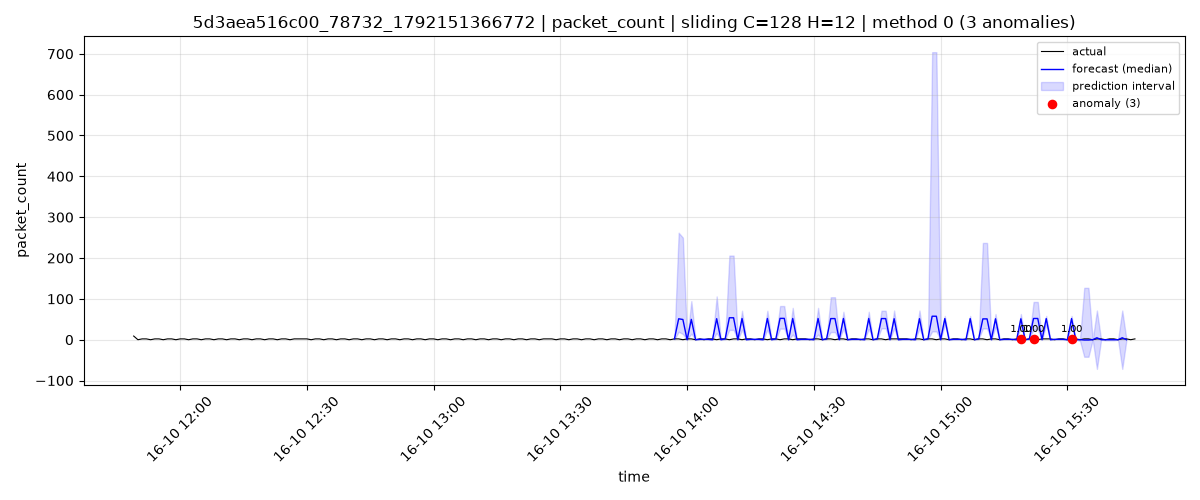 5d3aea516c00_78732_1792151366772 | packet_count | sliding C=128 H=12 | method 0 (3 anomalies)
actual
forecast (median)
prediction interval
anomaly (3)
packet_count
700
600
500
400
300
200
100
0
−100
1.00
1.00
16-10 12:00
16-10 12:30
16-10 13:00
16-10 13:30
16-10 14:00
16-10 14:30
16-10 15:00
16-10 15:30
time